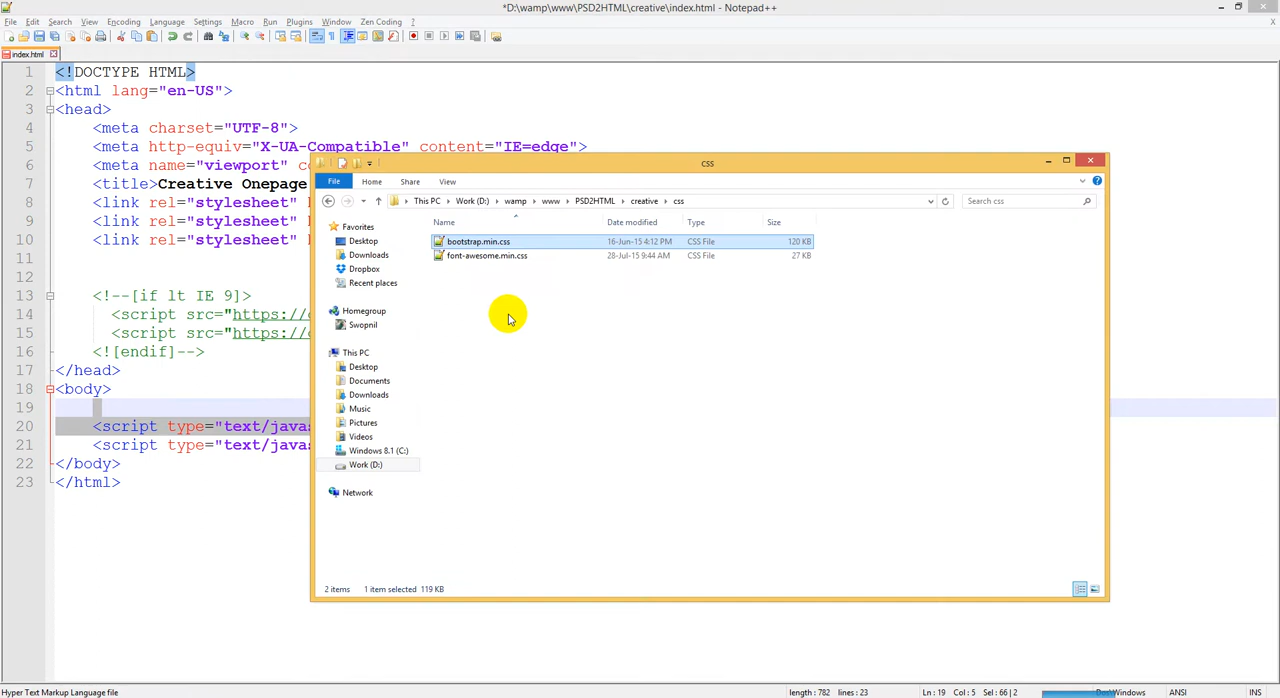 *D:\wamp\www\PSD2HTML\creative\index.html - Notepad++
File Edit Search View Encoding Language Settings Macro Run Plugins Window Zen Coding ?
index.html
1 <!DOCTYPE HTML>
2 <html lang="en-US">
3 <head>
4 <meta charset="UTF-8">
5 <meta http-equiv="X-UA-Compatible" content="IE=edge">
6 <meta name="viewport"
7 <title>Creative Onepage
8 <link rel="stylesheet"
9 <link rel="stylesheet"
10 <link rel="stylesheet"
11
12
13 <!--[if lt IE 9]>
14 <script src="https://
15 <script src="https://
16 <![endif]-->
17 </head>
18 <body>
19
20 <script type="text/javas
21 <script type="text/javas
22 </body>
23 </html>
CSS
File Home Share View
This PC Work (D:) wamp www PSD2HTML creative css
Search css
Name Date modified Type Size
bootstrap.min.css 16-Jun-15 4:12 PM CSS File 120 KB
font-awesome.min.css 28-Jul-15 9:44 AM CSS File 27 KB
Favorites
Desktop
Downloads
Dropbox
Recent places
Homegroup
Swopnil
This PC
Desktop
Documents
Downloads
Music
Pictures
Videos
Windows 8.1 (C:)
Work (D:)
Network
2 items 1 item selected 119 KB
Hyper Text Markup Language file length : 782 lines : 23 Ln : 19 Col : 5 Sel : 66 | 2 Dos\Windows ANSI INS